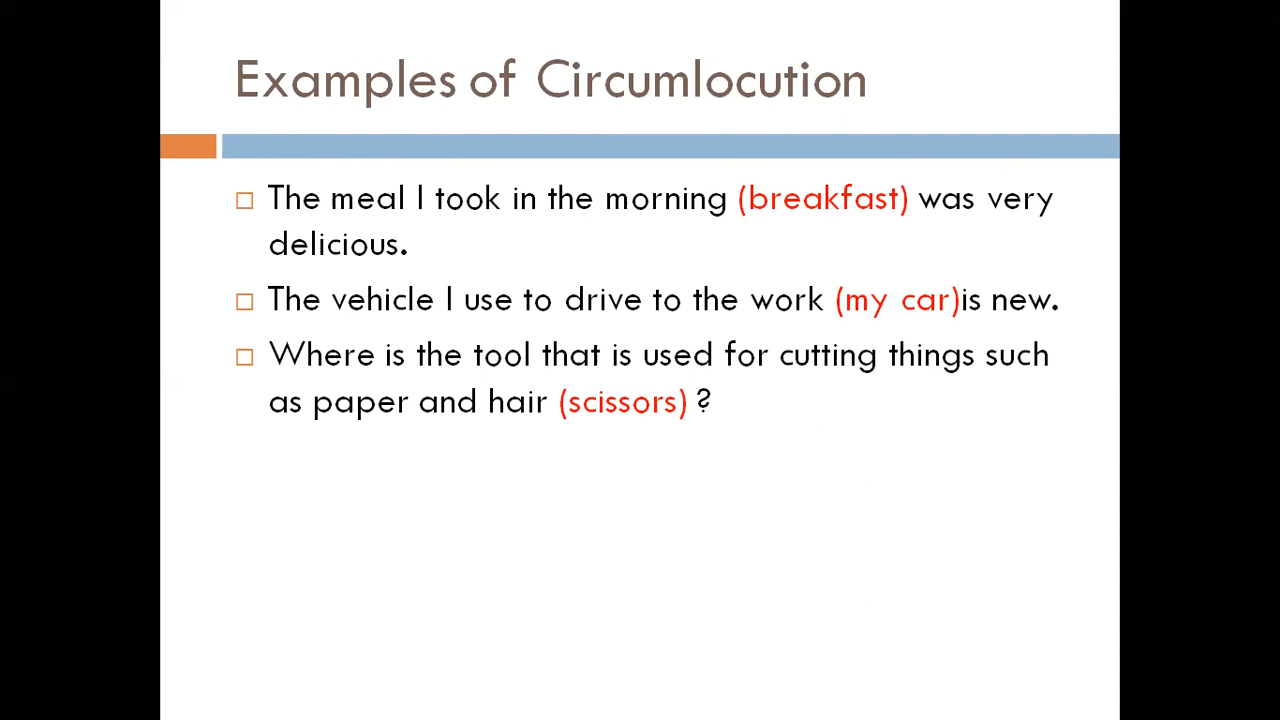 Examples of Circumlocution
The meal I took in the morning (breakfast) was very
delicious.
The vehicle I use to drive to the work (my car)is new.
Where is the tool that is used for cutting things such
as paper and hair (scissors) ?